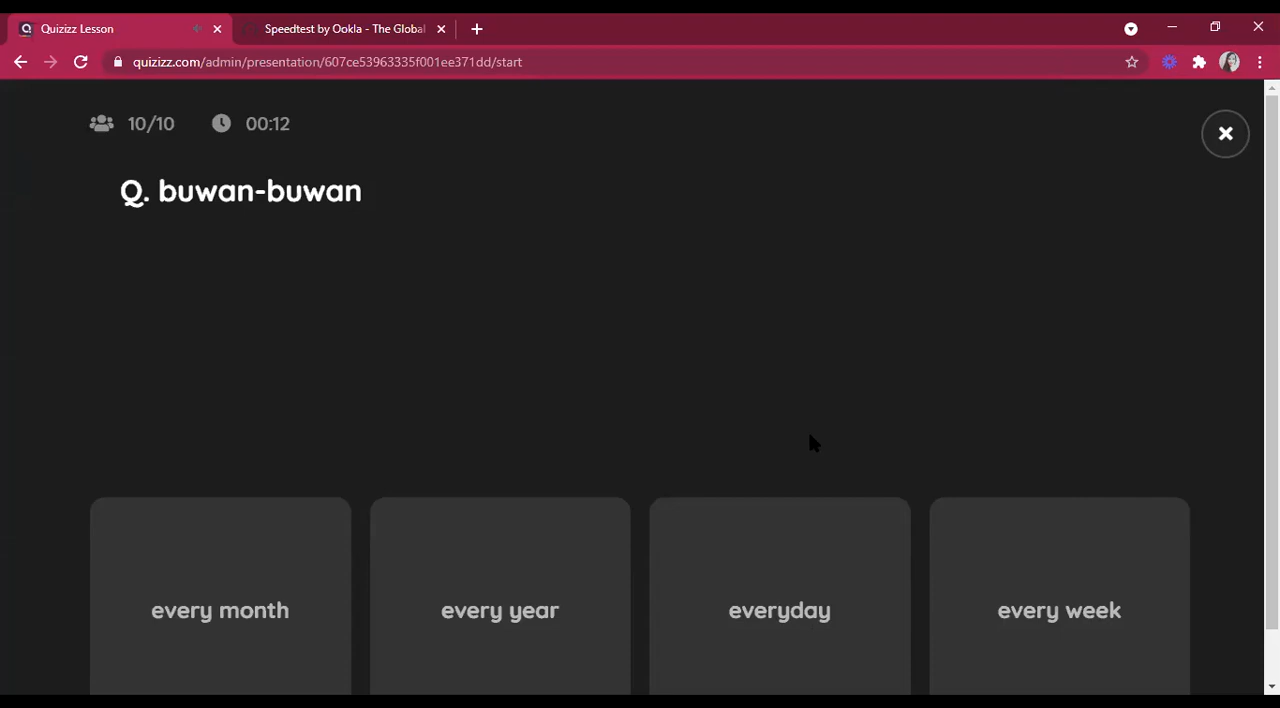 Quizizz Lesson
Speedtest by Ookla - The Global
quizizz.com/admin/presentation/607ce53963335f001ee371dd/start
10/10 00:12
Q. buwan-buwan
every month
every year
everyday
every week